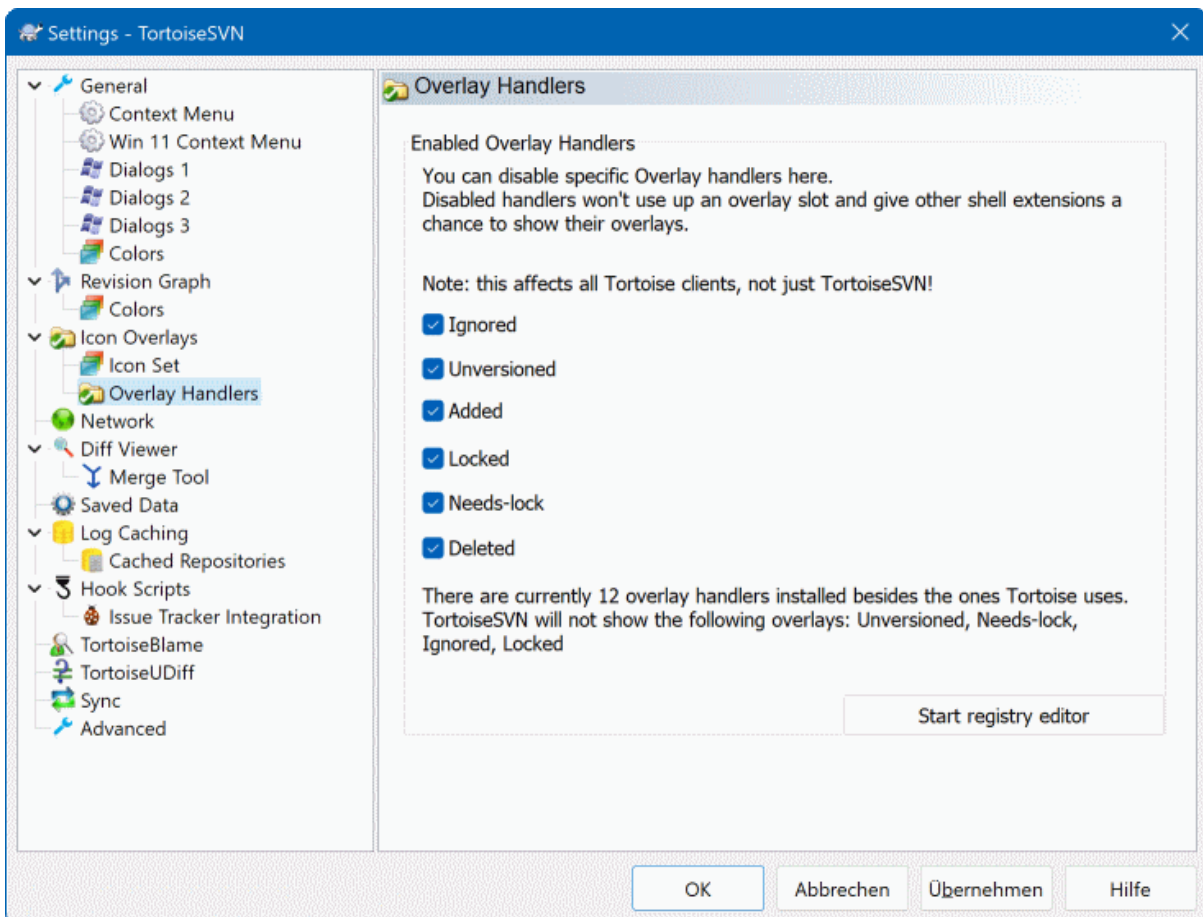 Settings - TortoiseSVN
General
Context Menu
Win 11 Context Menu
Dialogs 1
Dialogs 2
Dialogs 3
Colors
Revision Graph
Colors
Icon Overlays
Icon Set
Overlay Handlers
Network
Diff Viewer
Merge Tool
Saved Data
Log Caching
Cached Repositories
Hook Scripts
Issue Tracker Integration
TortoiseBlame
TortoiseUDiff
Sync
Advanced
Overlay Handlers
Enabled Overlay Handlers
You can disable specific Overlay handlers here.
Disabled handlers won't use up an overlay slot and give other shell extensions a
chance to show their overlays.
Note: this affects all Tortoise clients, not just TortoiseSVN!
Ignored
Unversioned
Added
Locked
Needs-lock
Deleted
There are currently 12 overlay handlers installed besides the ones Tortoise uses.
TortoiseSVN will not show the following overlays: Unversioned, Needs-lock,
Ignored, Locked
Start registry editor
OK
Abbrechen
Übernehmen
Hilfe